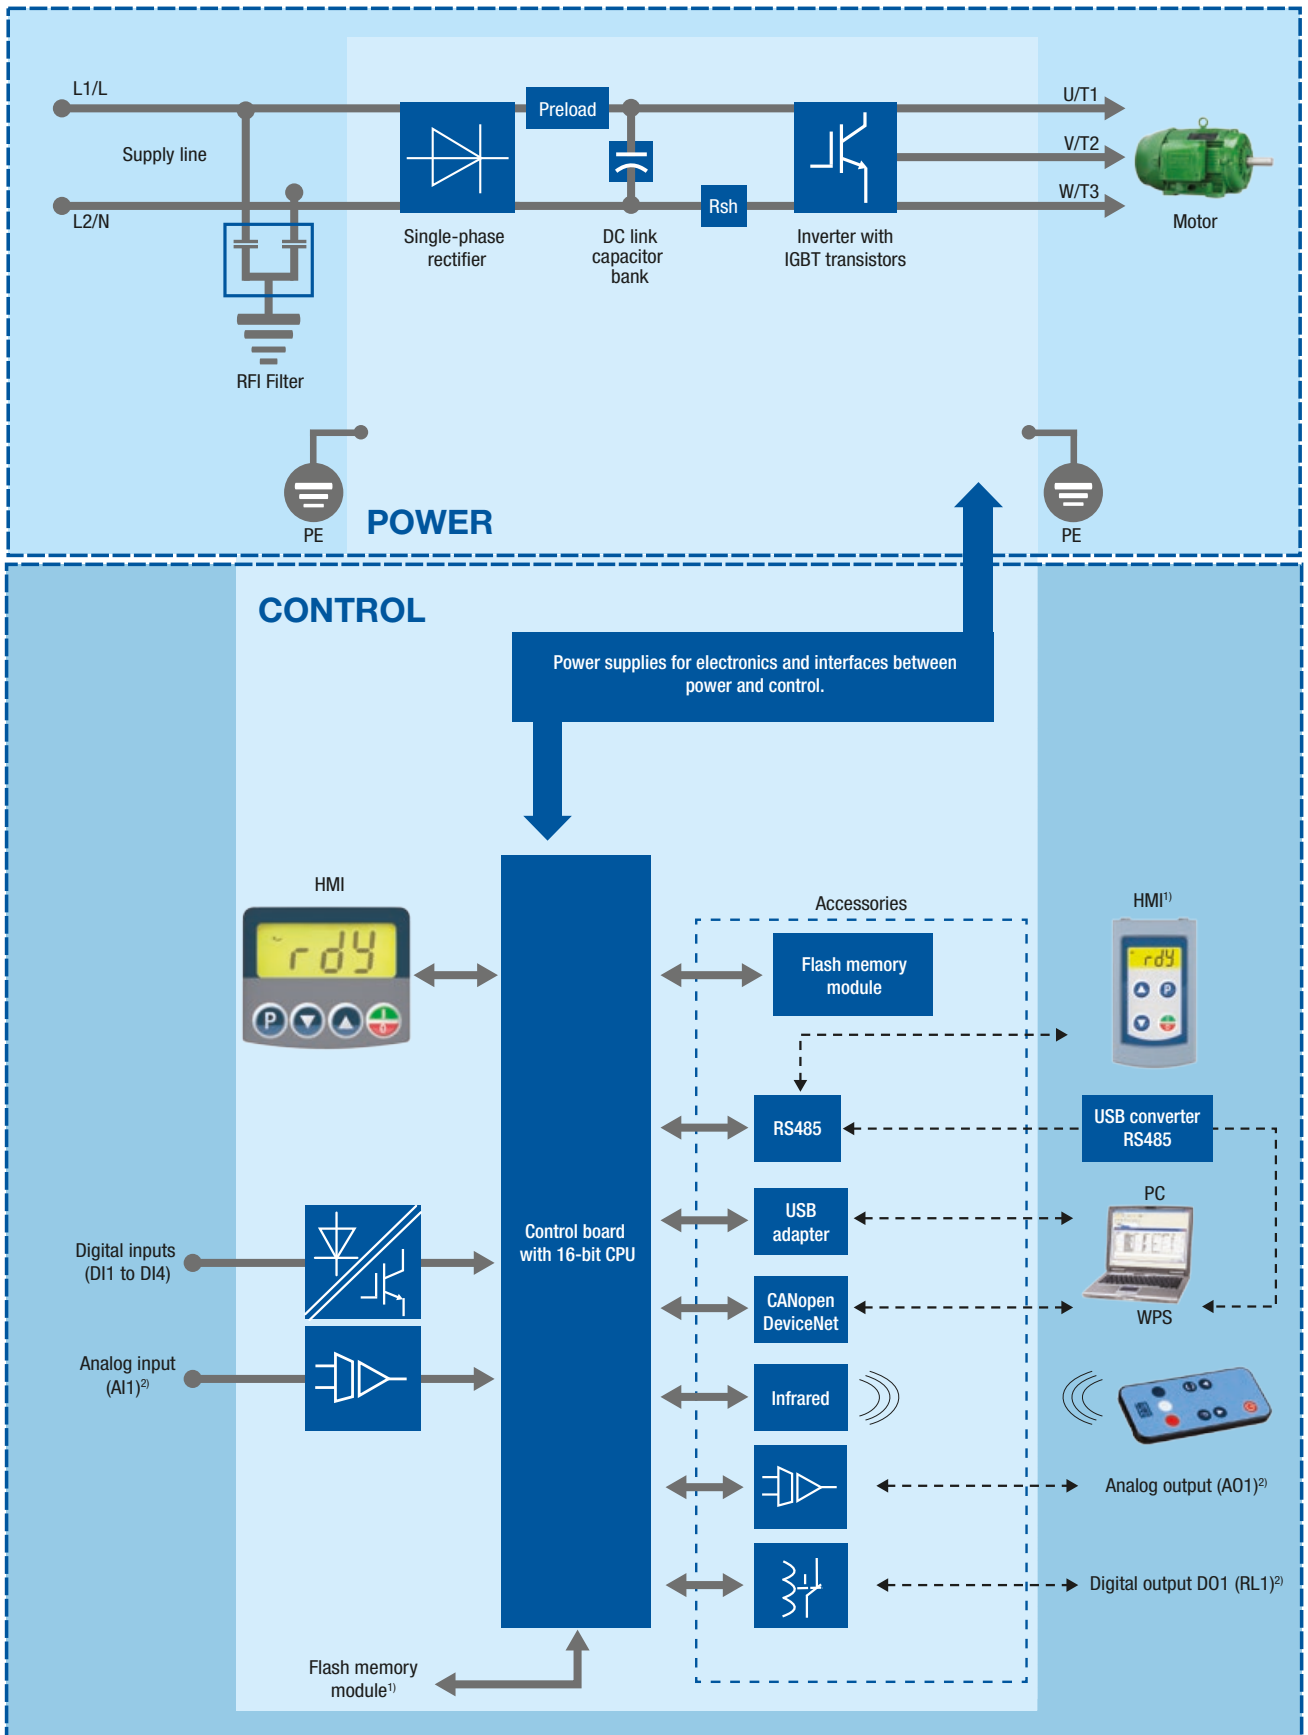 L1/L
Supply line
L2/N
Preload
Rsh
U/T1
V/T2
W/T3
Motor
Single-phase
rectifier
DC link
capacitor
bank
Inverter with
IGBT transistors
RFI Filter
PE
POWER
PE
CONTROL
Power supplies for electronics and interfaces between
power and control.
HMI
rdy
P
0
Control board
with 16-bit CPU
Accessories
Flash memory
module
HMI1)
rdy
P
RS485
USB converter
RS485
USB
adapter
PC
WPS
CANopen
DeviceNet
Infrared
Digital inputs
(DI1 to DI4)
Analog input
(AI1)2)
Analog output (AO1)2)
Digital output DO1 (RL1)2)
Flash memory
module1)